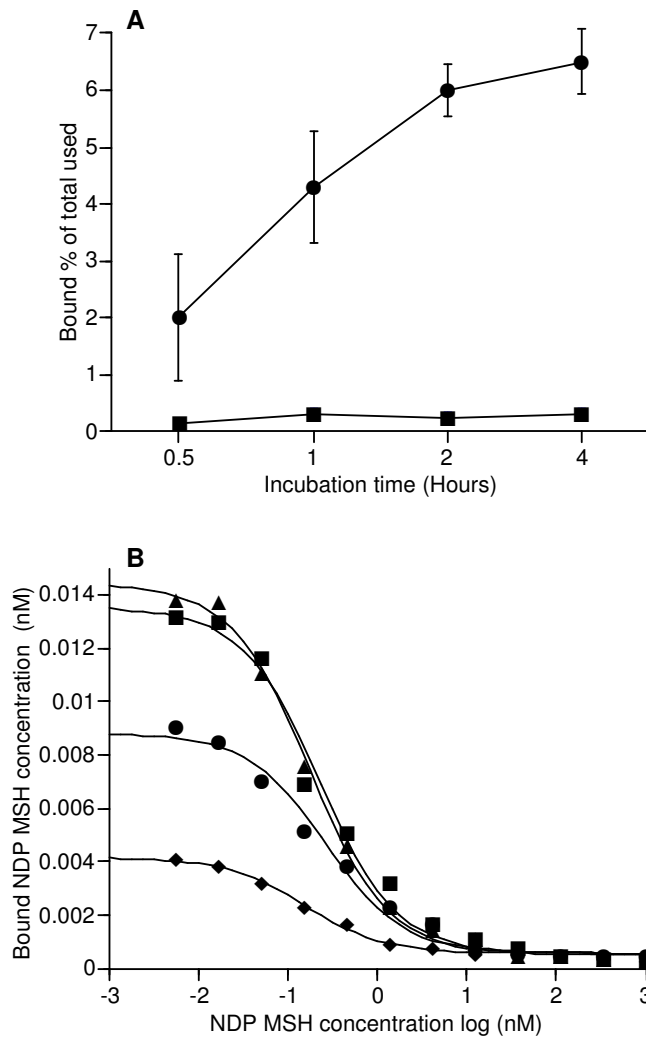 A
7
6
5
4
3
2
1
0
Bound % of total used
0.5 1 2 4
Incubation time (Hours)
B
0.014
0.012
0.01
0.008
0.006
0.004
0.002
0
Bound NDP MSH concentration (nM)
-3 -2 -1 0 1 2 3
NDP MSH concentration log (nM)